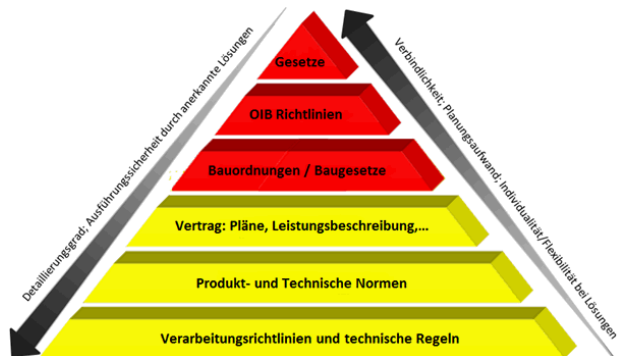 Gesetze
OIB Richtlinien
Bauordnungen / Baugesetze
Vertrag: Pläne, Leistungsbeschreibung,...
Produkt- und Technische Normen
Verarbeitungsrichtlinien und technische Regeln
Detaillierungsgrad; Ausführungssicherheit durch anerkannte Lösungen
Verbindlichkeit; Planungsaufwand; Individualität/Flexibilität bei Lösungen